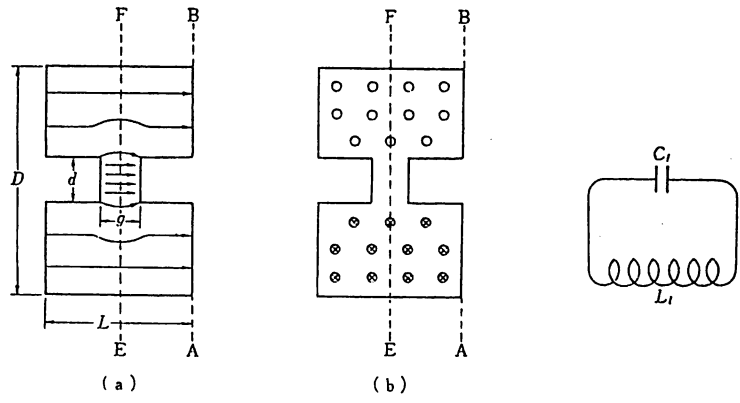 F B F B
D d g
C₁
L₁
L
E A E A
(a) (b)